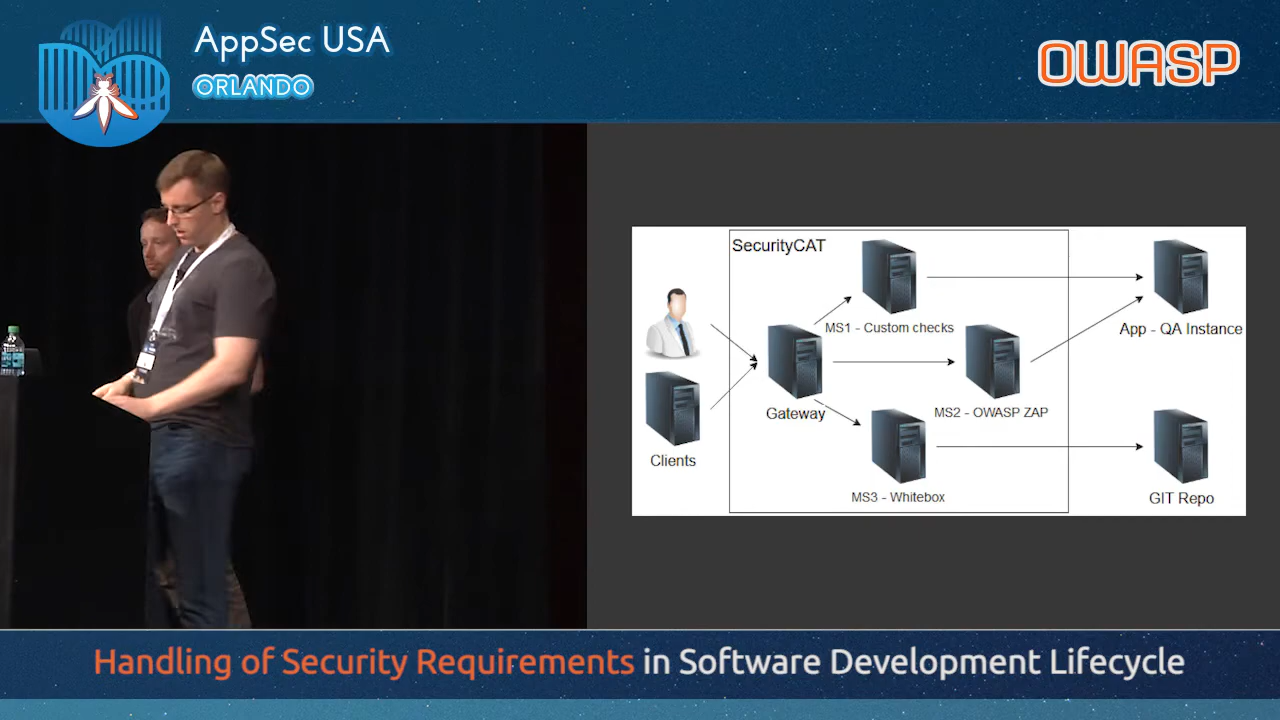 AppSec USA
ORLANDO
OWASP
SecurityCAT
MS1 - Custom checks
App - QA Instance
Gateway
MS2 - OWASP ZAP
Clients
MS3 - Whitebox
GIT Repo
Handling of Security Requirements in Software Development Lifecycle